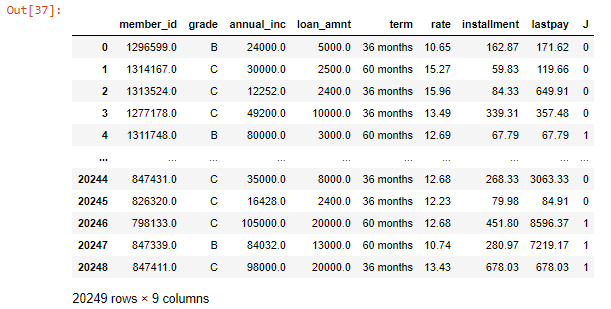 Out[37]:
member_id grade annual_inc loan_amnt term rate installment lastpay J
0 1296599.0 B 24000.0 5000.0 36 months 10.65 162.87 171.62 0
1 1314167.0 C 30000.0 2500.0 60 months 15.27 59.83 119.66 0
2 1313524.0 C 12252.0 2400.0 36 months 15.96 84.33 649.91 0
3 1277178.0 C 49200.0 10000.0 36 months 13.49 339.31 357.48 0
4 1311748.0 B 80000.0 3000.0 60 months 12.69 67.79 67.79 1
... ... ... ... ... ... ... ... ... ...
20244 847431.0 C 35000.0 8000.0 36 months 12.68 268.33 3063.33 0
20245 826320.0 C 16428.0 2400.0 36 months 12.23 79.98 84.91 0
20246 798133.0 C 105000.0 20000.0 60 months 12.68 451.80 8596.37 1
20247 847339.0 B 84032.0 13000.0 60 months 10.74 280.97 7219.17 1
20248 847411.0 C 98000.0 20000.0 36 months 13.43 678.03 678.03 1
20249 rows × 9 columns